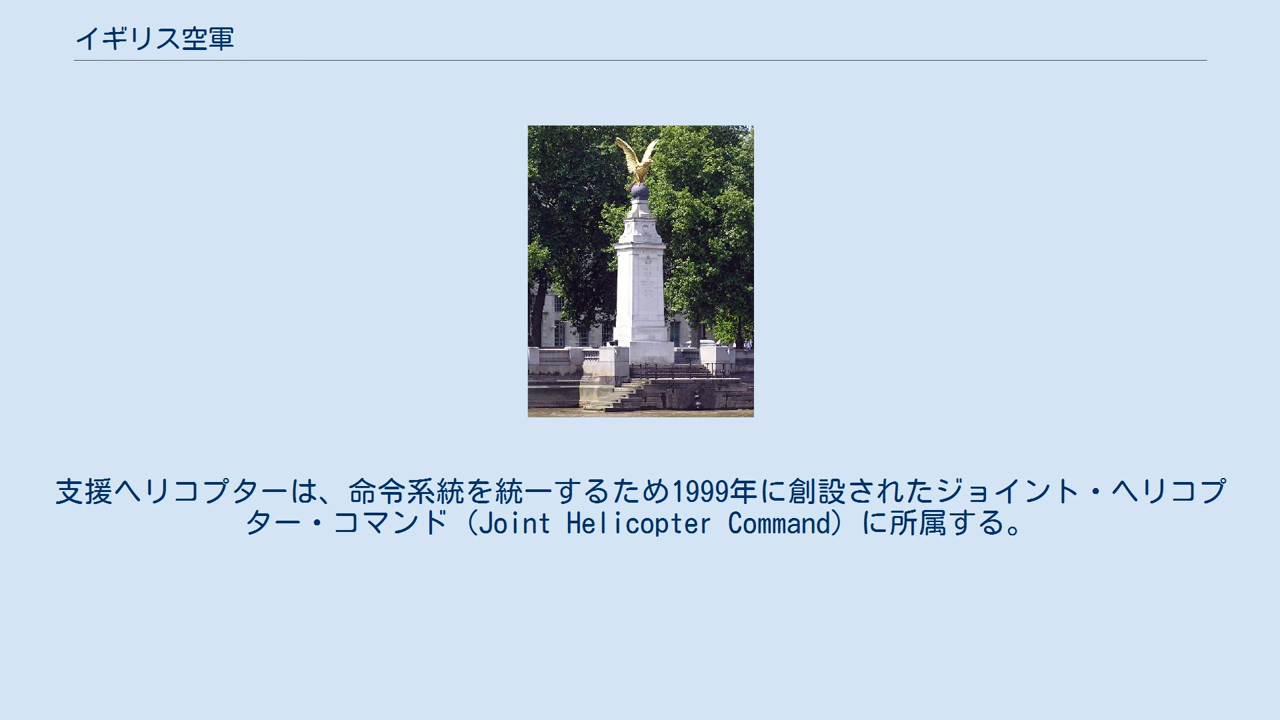 イギリス空軍
支援ヘリコプターは、命令系統を統一するため1999年に創設されたジョイント・ヘリコプ
ター・コマンド（Joint Helicopter Command）に所属する。